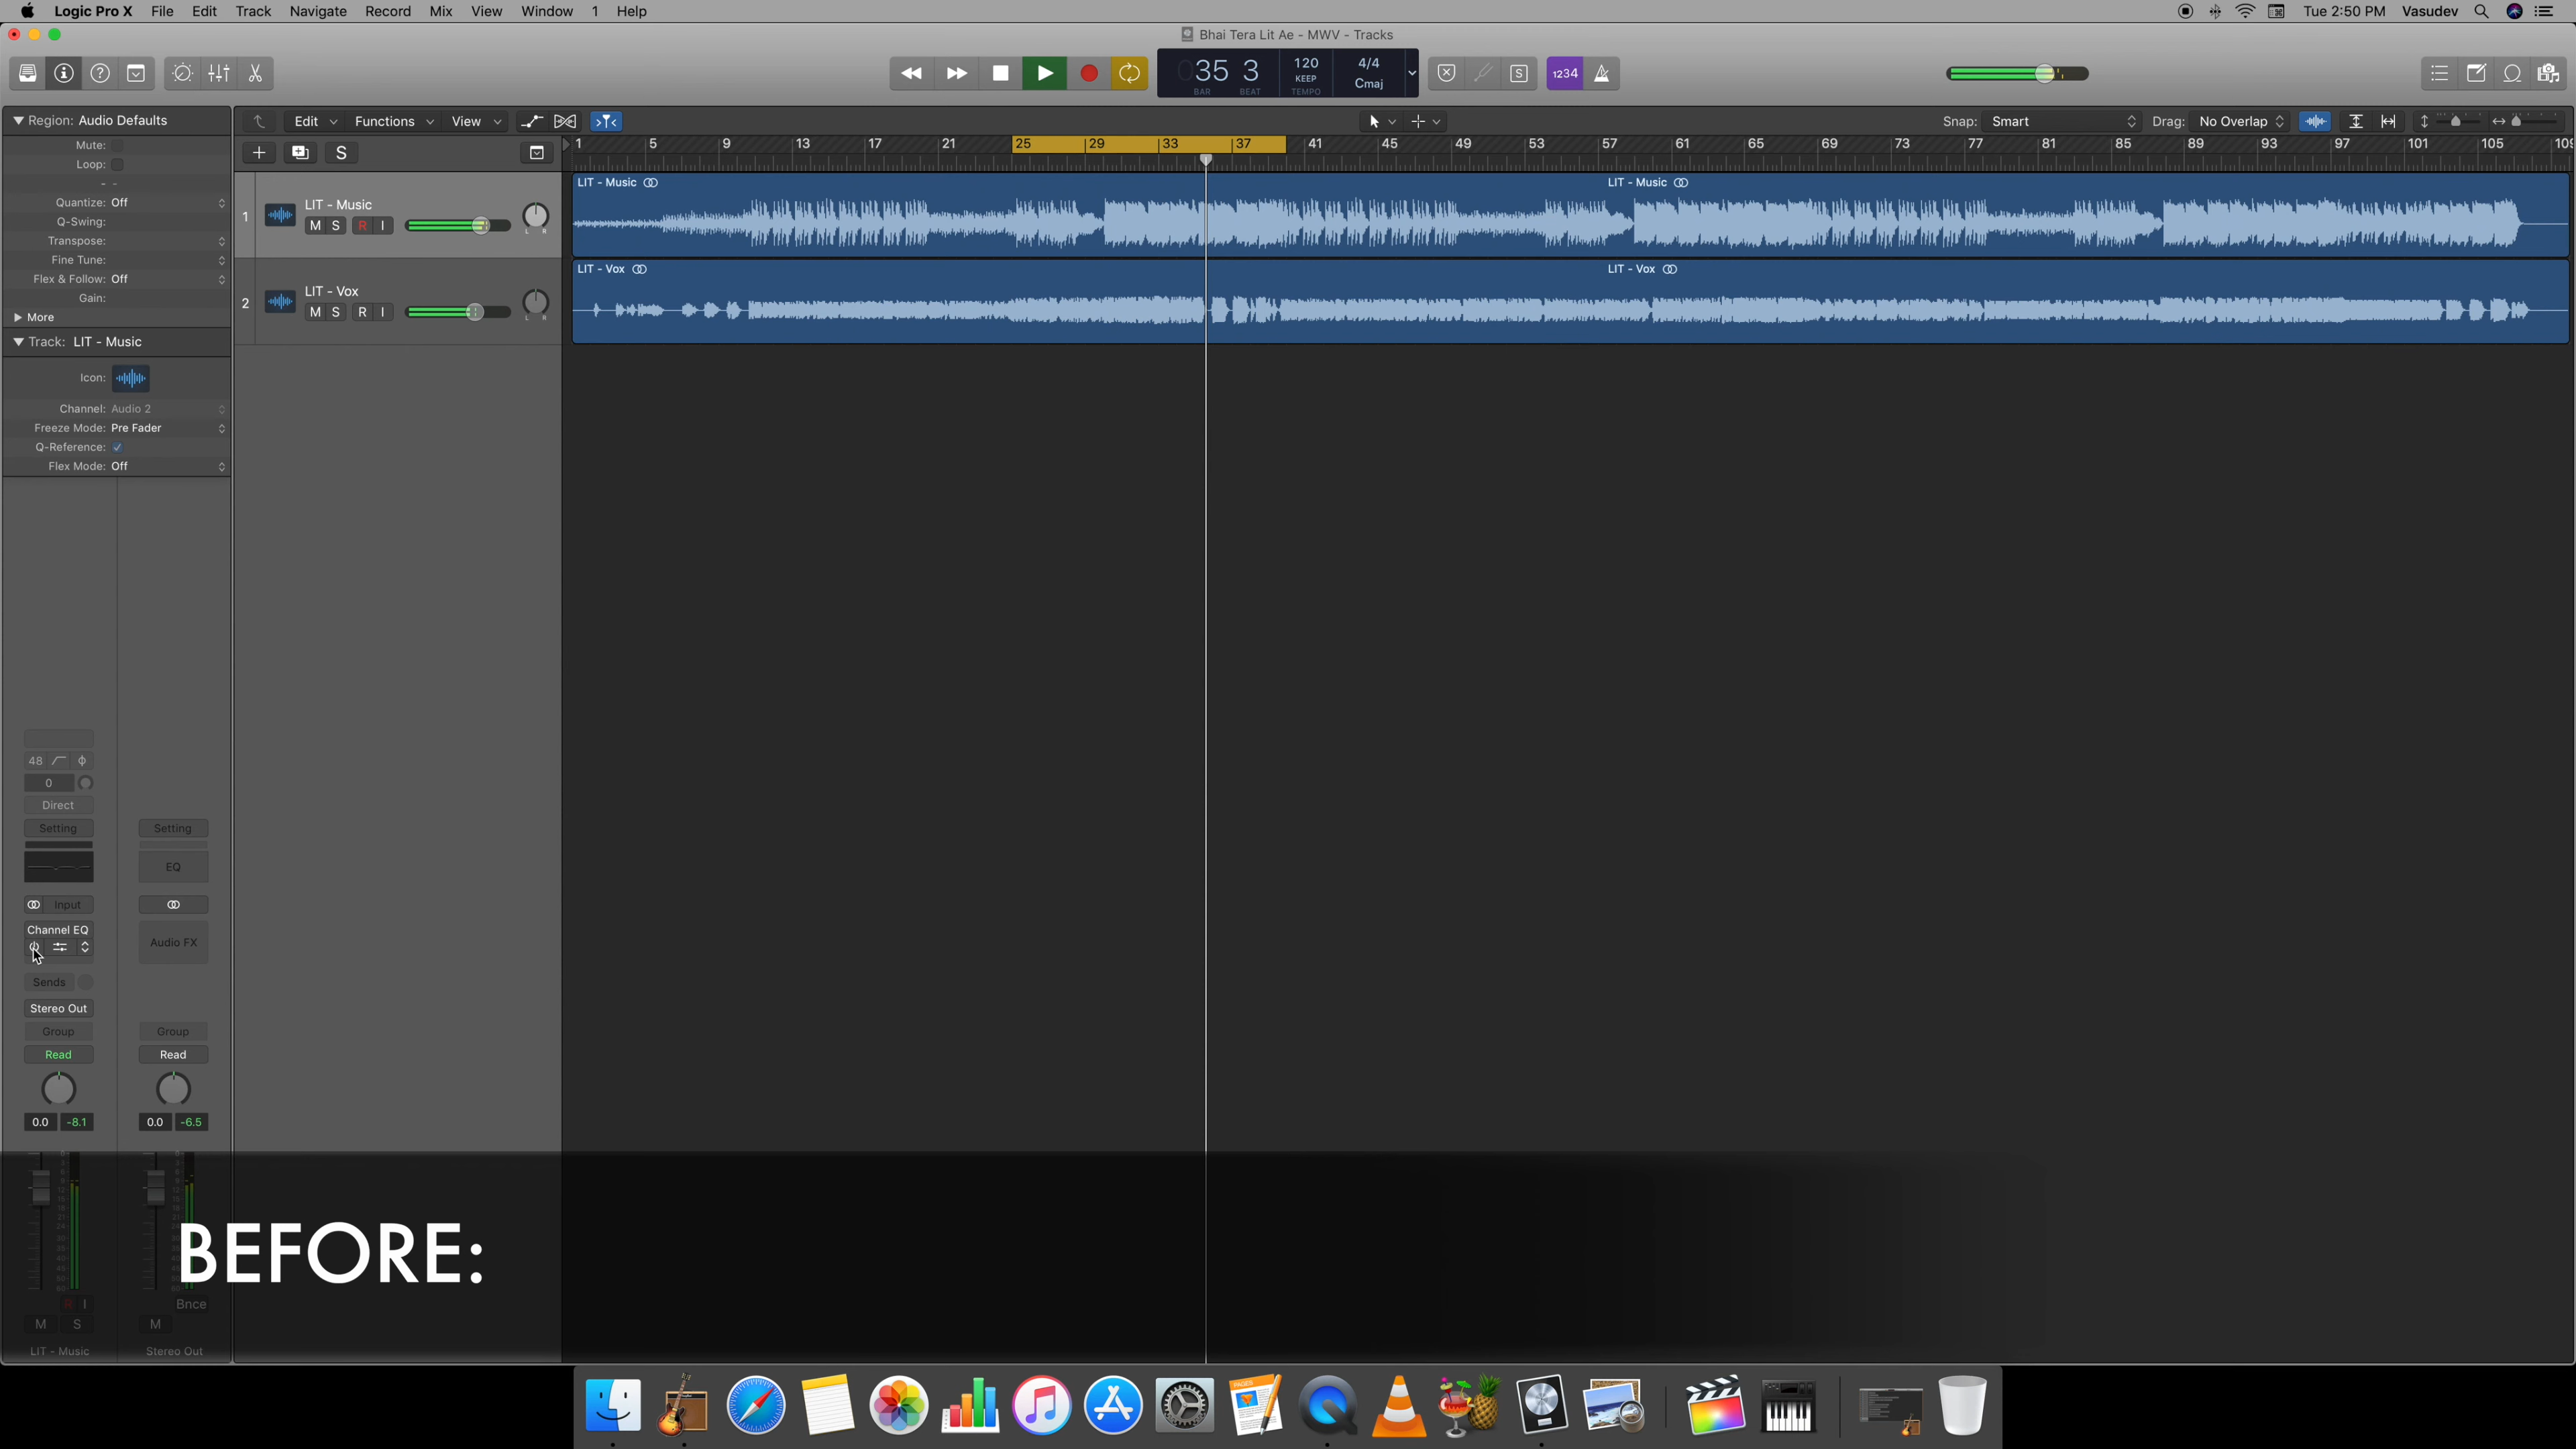 Logic Pro X File Edit Track Navigate Record Mix View Window 1 Help Tue 2:50 PM Vasudev
Bhai Tera Lit Ae - MWV - Tracks
035 3 120 KEEP 4/4 Cmaj
BAR BEAT TEMPO
S 1234
Region: Audio Defaults Edit Functions View Snap: Smart Drag: No Overlap
Mute:
Loop:
Quantize: Off
Q-Swing:
Transpose:
Fine Tune:
Flex & Follow: Off
Gain:
More
Track: LIT - Music
Icon:
Channel: Audio 2
Freeze Mode: Pre Fader
Q-Reference:
Flex Mode: Off
S
1 5 9 13 17 21 25 29 33 37 41 45 49 53 57 61 65 69 73 77 81 85 89 93 97 101 105 109
1 LIT - Music
M S R I
L R
LIT - Music LIT - Music
2 LIT - Vox
M S R I
L R
LIT - Vox LIT - Vox
48
0
Direct
Setting Setting
EQ
Input
Channel EQ
Audio FX
Sends
Stereo Out
Group Group
Read Read
0.0 -8.1 0.0 -6.5
BEFORE:
R I Bnce
M S M
LIT - Music Stereo Out
PAGES